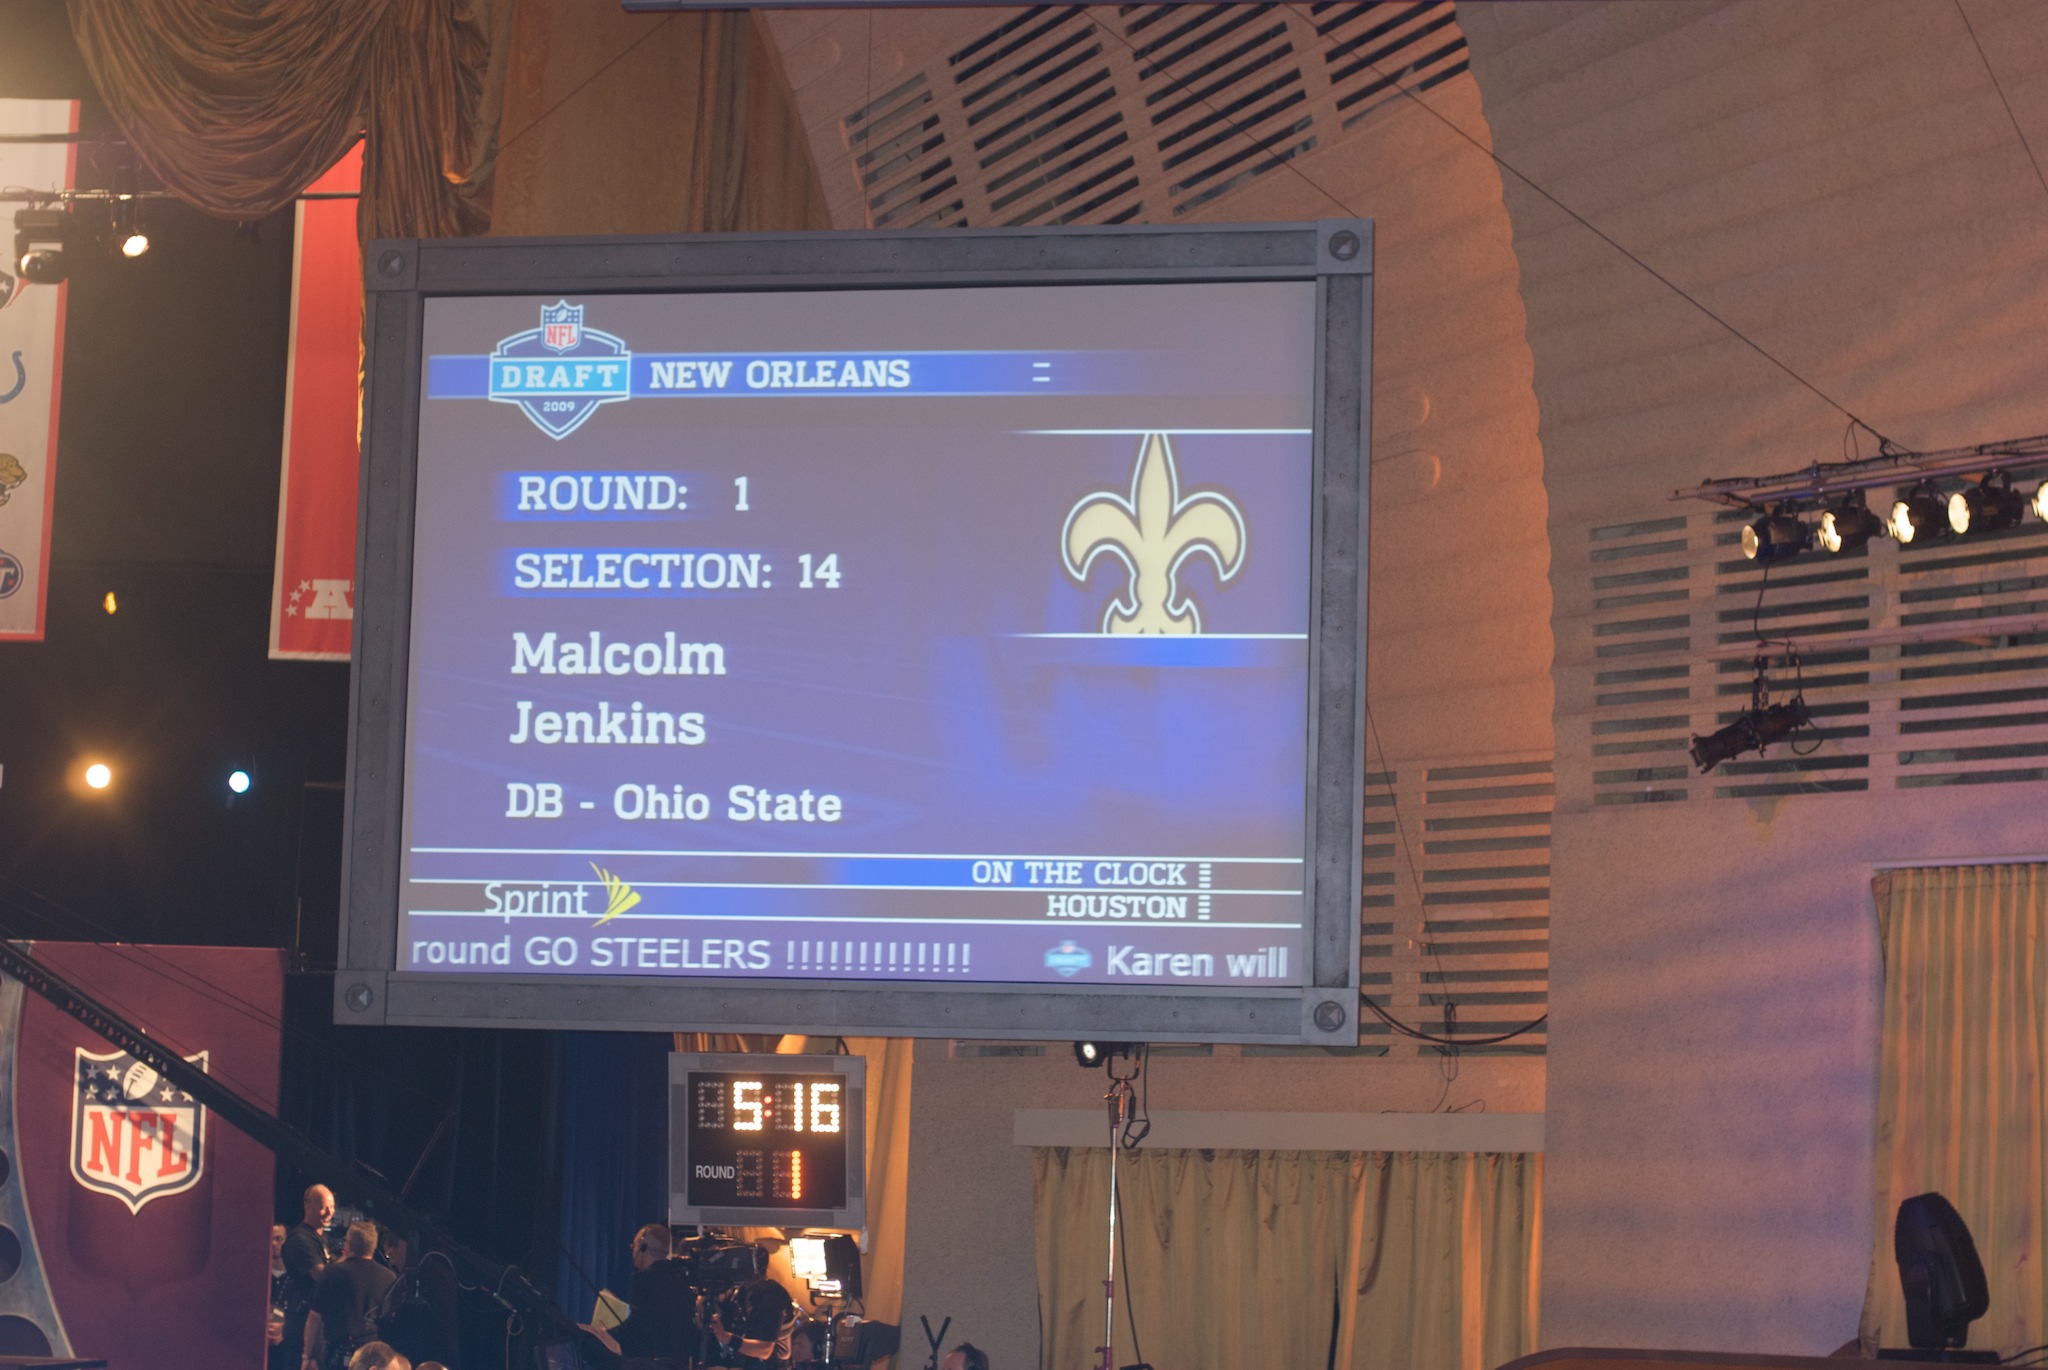 NFL
DRAFT
2009
NEW ORLEANS
ROUND: 1
SELECTION: 14
Malcolm
Jenkins
DB - Ohio State
ON THE CLOCK
Sprint
HOUSTON
round GO STEELERS !!!!!!!!!!!!!
DRAFT
Karen will
A
NFL
5:16
ROUND 1